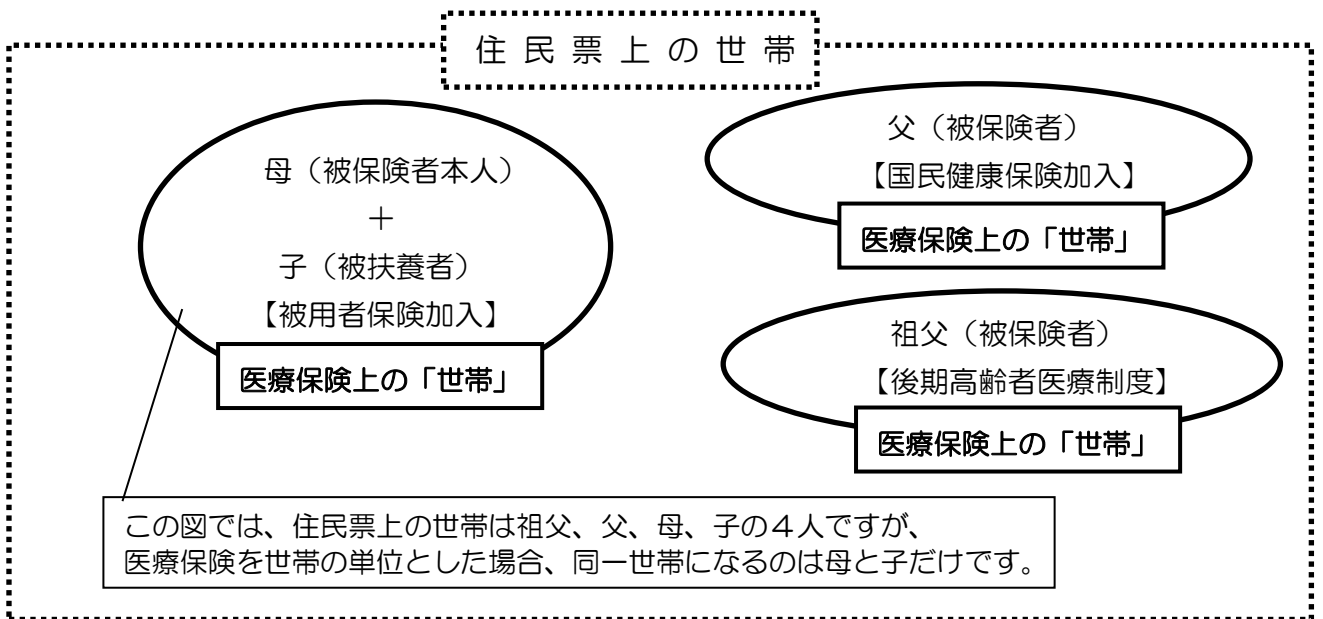 住民票上の世帯
母（被保険者本人）
＋
子（被扶養者）
【被用者保険加入】
医療保険上の「世帯」
父（被保険者）
【国民健康保険加入】
医療保険上の「世帯」
祖父（被保険者）
【後期高齢者医療制度】
医療保険上の「世帯」
この図では、住民票上の世帯は祖父、父、母、子の４人ですが、
医療保険を世帯の単位とした場合、同一世帯になるのは母と子だけです。